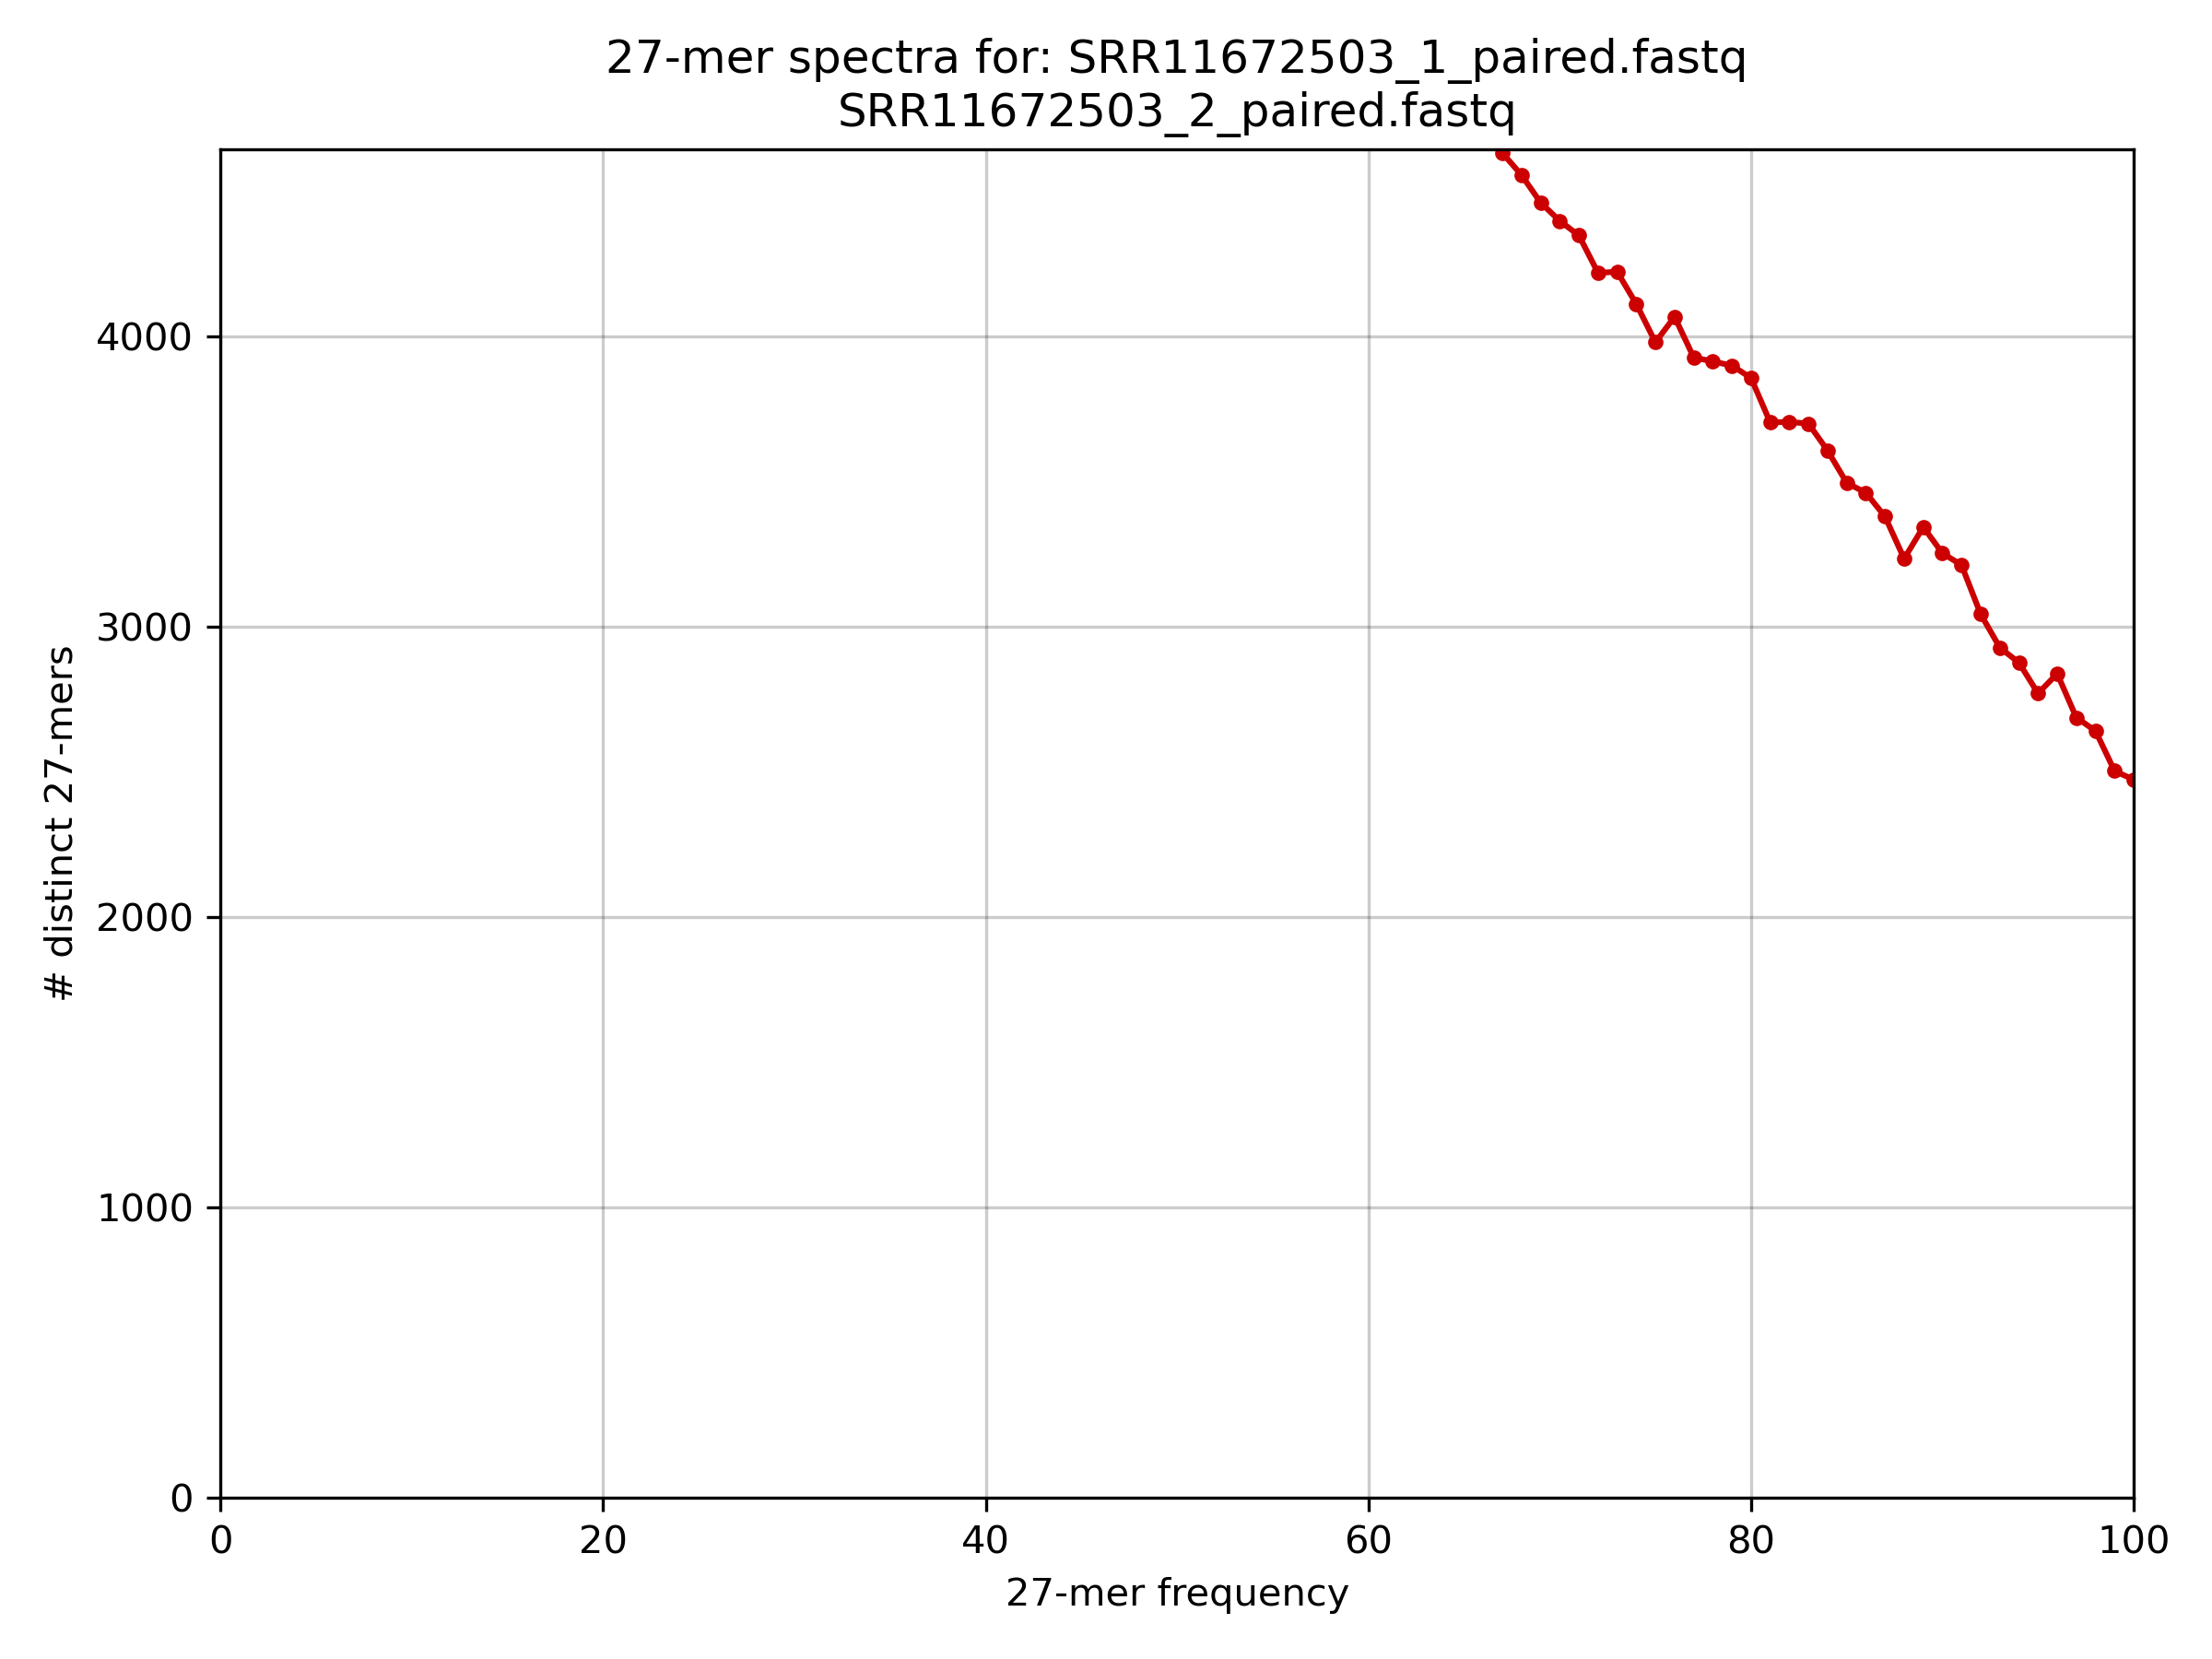 27-mer spectra for: SRR11672503_1_paired.fastq
SRR11672503_2_paired.fastq
4000
3000
2000
1000
0
# distinct 27-mers
0 20 40 60 80 100
27-mer frequency